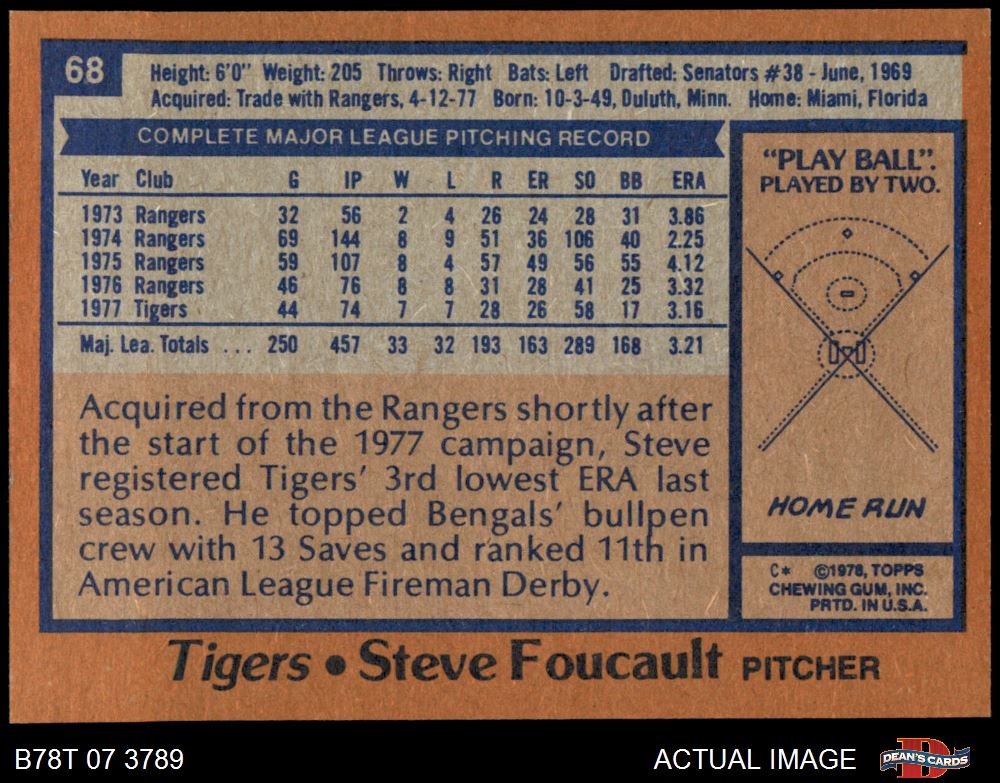 68
Height: 6'0" Weight: 205 Throws: Right Bats: Left Drafted: Senators #38 - June, 1969
Acquired: Trade with Rangers, 4-12-77 Born: 10-3-49, Duluth, Minn. Home: Miami, Florida
COMPLETE MAJOR LEAGUE PITCHING RECORD
Year Club G IP W L R ER SO BB ERA
1973 Rangers 32 56 2 4 26 24 28 31 3.86
1974 Rangers 69 144 8 9 51 36 106 40 2.25
1975 Rangers 59 107 8 4 57 49 56 55 4.12
1976 Rangers 46 76 8 8 31 28 41 25 3.32
1977 Tigers 44 74 7 7 28 26 58 17 3.16
Maj. Lea. Totals ... 250 457 33 32 193 163 289 168 3.21
Acquired from the Rangers shortly after
the start of the 1977 campaign, Steve
registered Tigers' 3rd lowest ERA last
season. He topped Bengals' bullpen
crew with 13 Saves and ranked 11th in
American League Fireman Derby.
"PLAY BALL".
PLAYED BY TWO.
HOME RUN
C* ©1978, TOPPS
CHEWING GUM, INC.
PRTD. IN U.S.A.
Tigers • Steve Foucault PITCHER
B78T 07 3789 ACTUAL IMAGE
DEAN'S CARDS